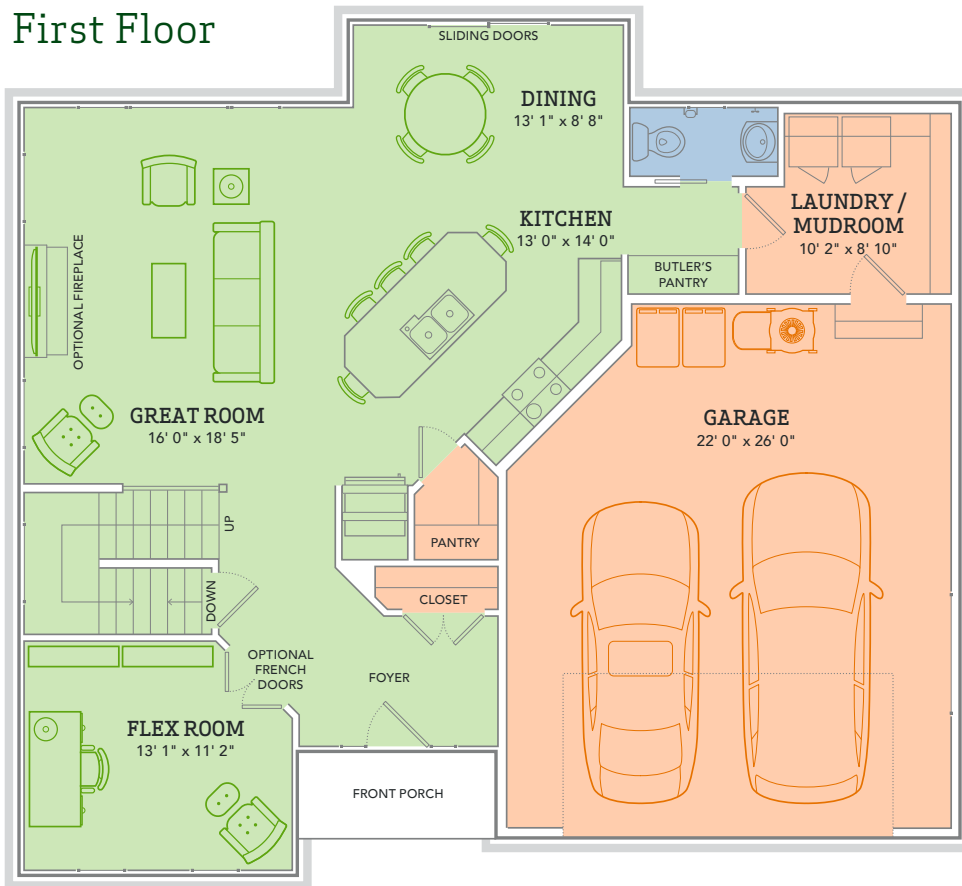 First Floor
SLIDING DOORS
DINING
13' 1" x 8' 8"
KITCHEN
13' 0" x 14' 0"
LAUNDRY /
MUDROOM
10' 2" x 8' 10"
BUTLER'S
PANTRY
OPTIONAL FIREPLACE
GREAT ROOM
16' 0" x 18' 5"
GARAGE
22' 0" x 26' 0"
UP
PANTRY
DOWN
CLOSET
OPTIONAL
FRENCH
DOORS
FOYER
FLEX ROOM
13' 1" x 11' 2"
FRONT PORCH